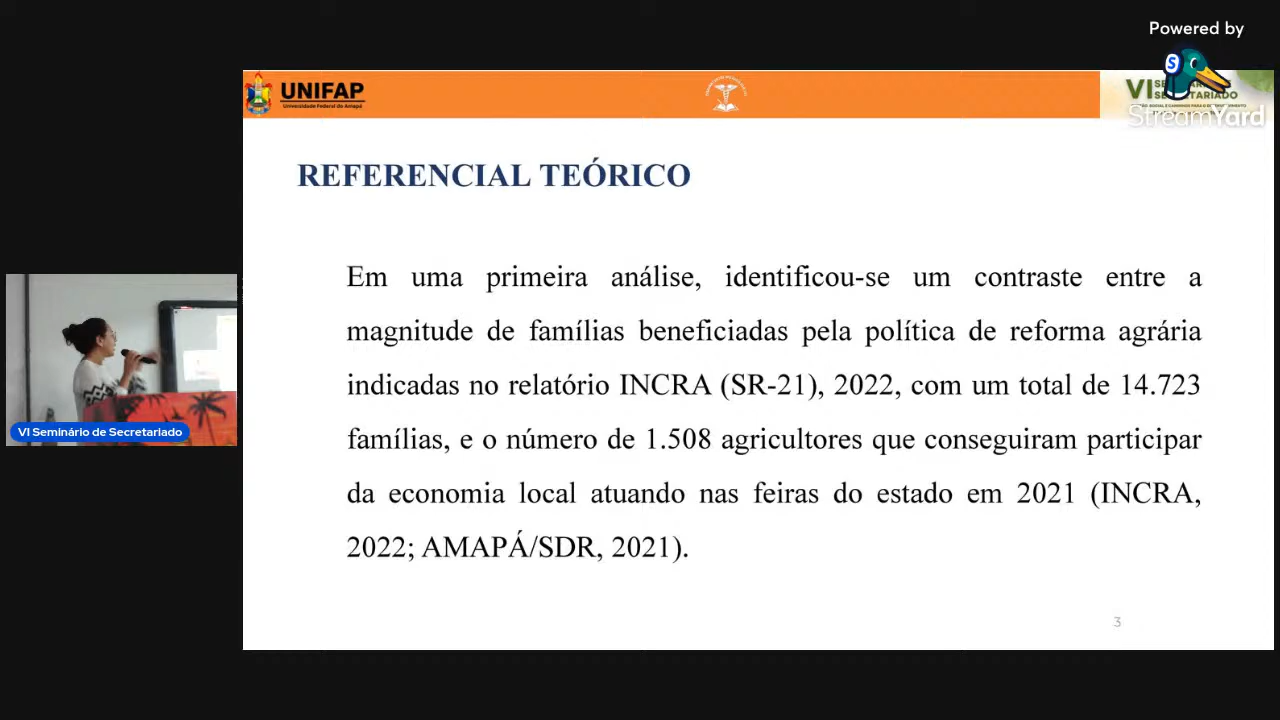 Powered by
StreamYard
UNIFAP
Universidade Federal do Amapá
VI
REFERENCIAL TEÓRICO
Em uma primeira análise, identificou-se um contraste entre a
magnitude de famílias beneficiadas pela política de reforma agrária
indicadas no relatório INCRA (SR-21), 2022, com um total de 14.723
famílias, e o número de 1.508 agricultores que conseguiram participar
da economia local atuando nas feiras do estado em 2021 (INCRA,
2022; AMAPÁ/SDR, 2021).
VI Seminário de Secretariado
3